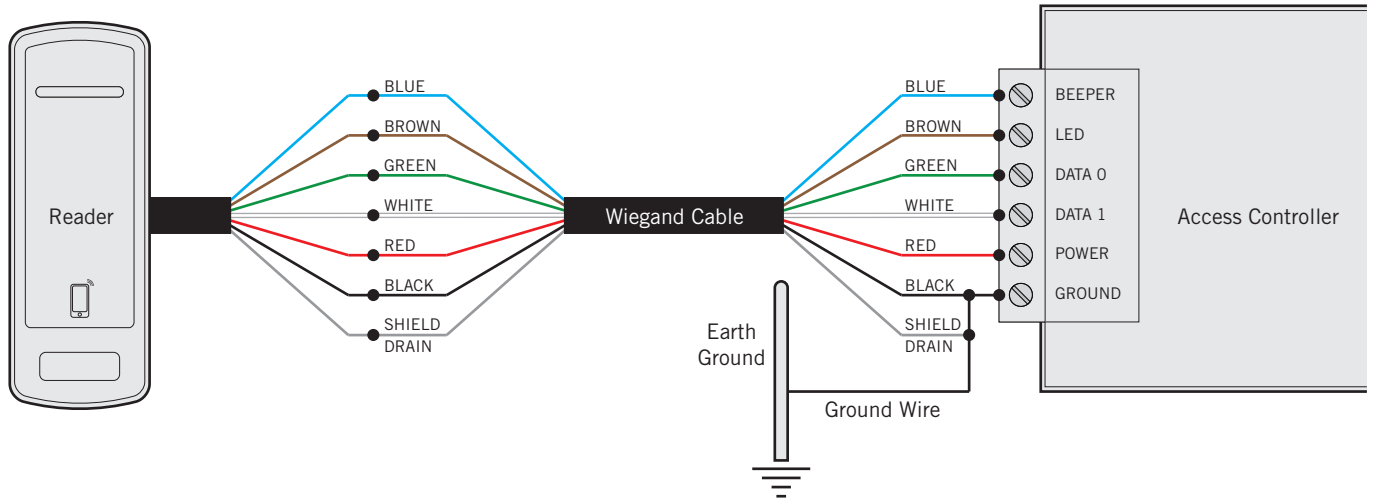 Reader
BLUE
BROWN
GREEN
WHITE
RED
BLACK
SHIELD
DRAIN
Wiegand Cable
BLUE
BROWN
GREEN
WHITE
RED
BLACK
SHIELD
DRAIN
Earth
Ground
Ground Wire
BEEPER
LED
DATA 0
DATA 1
POWER
GROUND
Access Controller